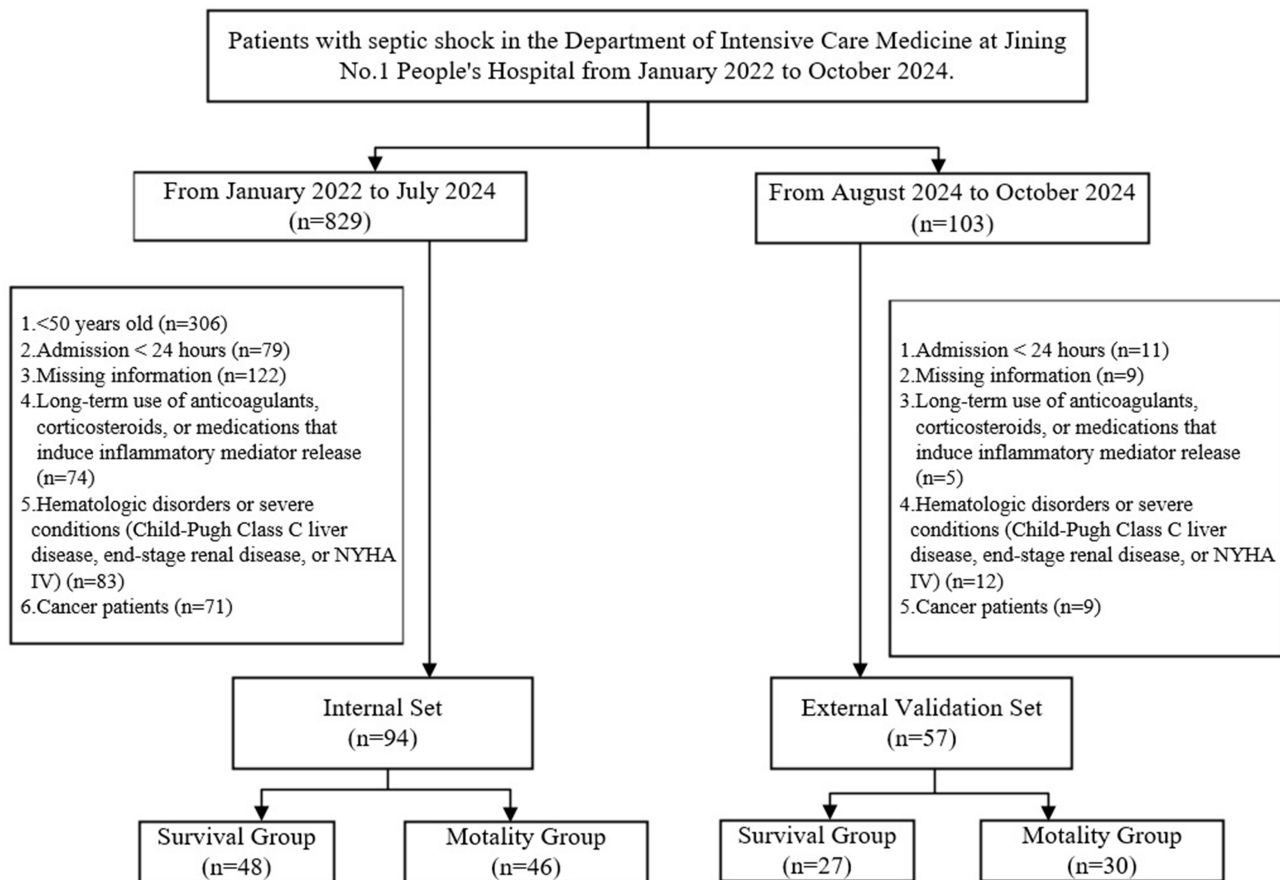 Patients with septic shock in the Department of Intensive Care Medicine at Jining
No.1 People's Hospital from January 2022 to October 2024.
From January 2022 to July 2024
(n=829)
From August 2024 to October 2024
(n=103)
1.<50 years old (n=306)
2.Admission < 24 hours (n=79)
3.Missing information (n=122)
4.Long-term use of anticoagulants,
corticosteroids, or medications that
induce inflammatory mediator release
(n=74)
5.Hematologic disorders or severe
conditions (Child-Pugh Class C liver
disease, end-stage renal disease, or NYHA
IV) (n=83)
6.Cancer patients (n=71)
1.Admission < 24 hours (n=11)
2.Missing information (n=9)
3.Long-term use of anticoagulants,
corticosteroids, or medications that
induce inflammatory mediator release
(n=5)
4.Hematologic disorders or severe
conditions (Child-Pugh Class C liver
disease, end-stage renal disease, or NYHA
IV) (n=12)
5.Cancer patients (n=9)
Internal Set
(n=94)
External Validation Set
(n=57)
Survival Group
(n=48)
Motality Group
(n=46)
Survival Group
(n=27)
Motality Group
(n=30)